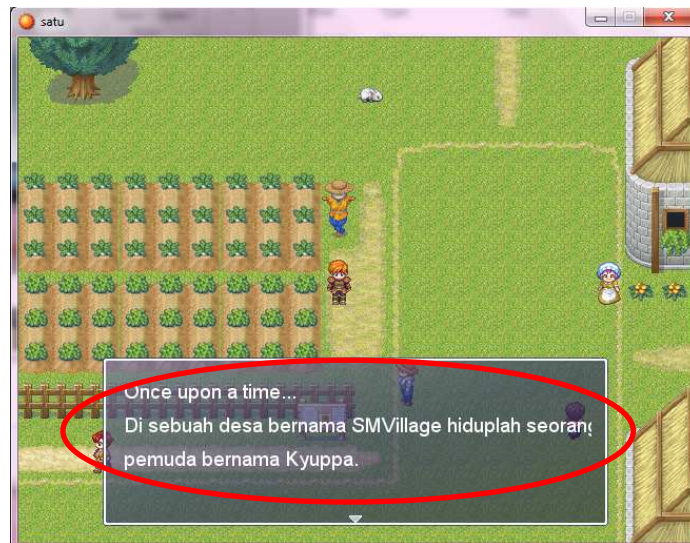 satu
Once upon a time...
Di sebuah desa bernama SMVillage hiduplah seorang
pemuda bernama Kyuppa.